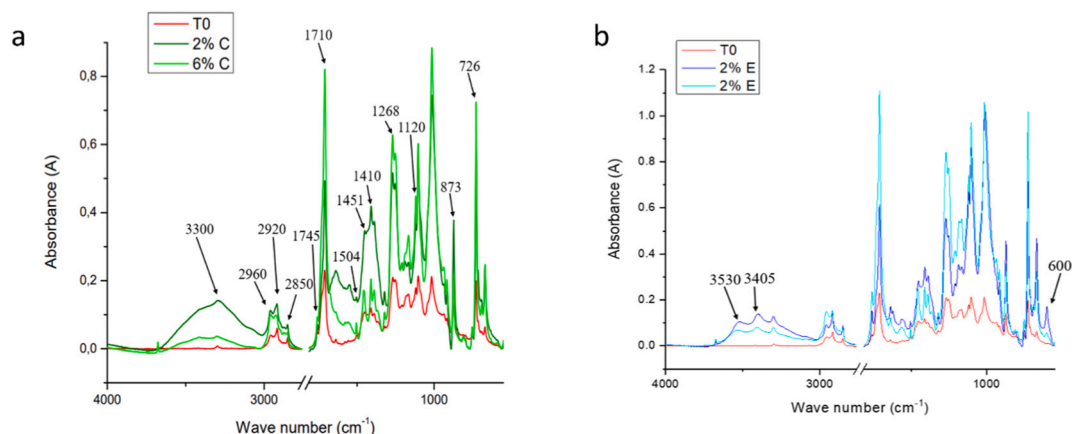 a
T0
2% C
6% C
1710
726
1268
1120
1410
1451
873
3300
1745
1504
2920
2960
2850
0,8
0,6
0,4
0,2
0,0
Absorbance (A)
4000
3000
1000
Wave number (cm⁻¹)
b
T0
2% E
2% E
1.2
1.0
0.8
0.6
0.4
0.2
0.0
Absorbance (A)
3530
3405
600
4000
3000
1000
Wave number (cm⁻¹)